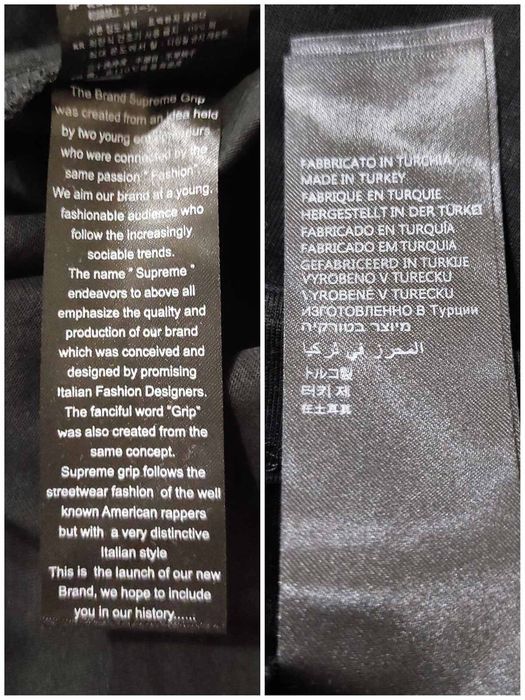 The Brand Supreme Grip
was created from an idea held
by two young
who were connected by the
same passion " Fashion"
We aim our brand at a young,
fashionable audience who
follow the increasingly
sociable trends.
The name " Supreme "
endeavors to above all
emphasize the quality and
production of our brand
which was conceived and
designed by promising
Italian Fashion Designers.
The fanciful word "Grip"
was also created from the
same concept.
Supreme grip follows the
streetwear fashion of the well
known American rappers
but with a very distinctive
Italian style
This is the launch of our new
Brand, we hope to include
you in our history......
FABBRICATO IN TURCHIA
MADE IN TURKEY
FABRIQUE EN TURQUIE
HERGESTELLT IN DER TÜRKEI
FABRICADO EN TURQUÍA
FABRICADO EM TURQUIA
GEFABRICEERD IN TURKIJE
VYROBENO V TURECKU
VYROBENÉ V TURECKU
ИЗГОТОВЛЕННО В Турции
מיוצר בטורקיה
المحرز في تركيا
トルコ製
터키 제
在土耳其